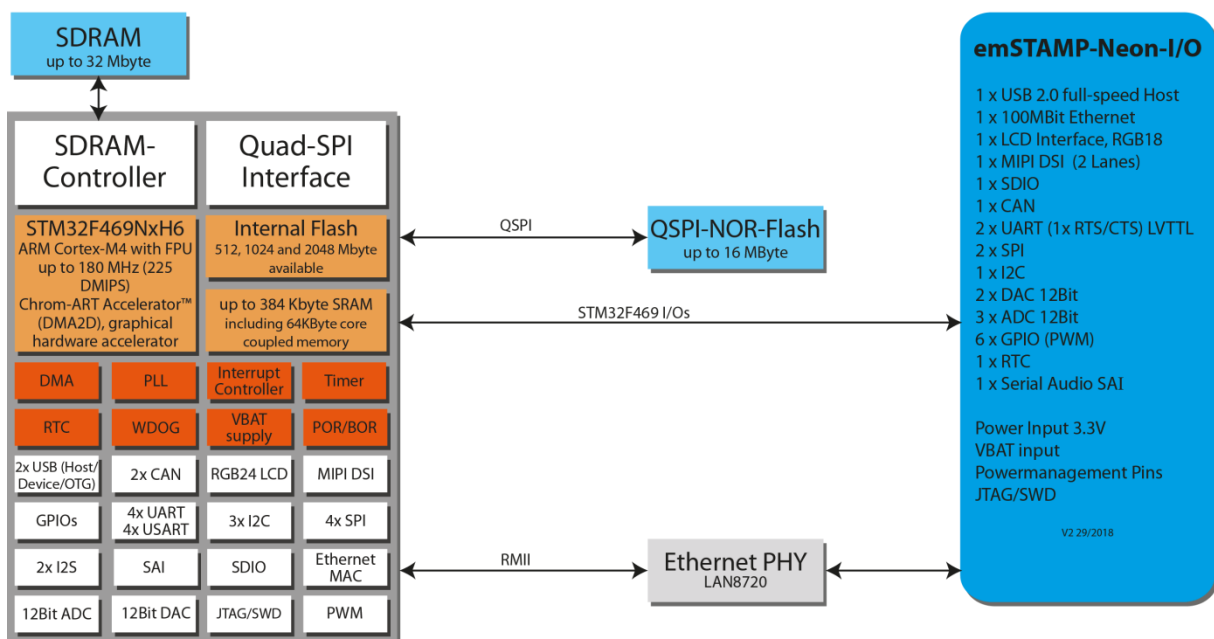 SDRAM
up to 32 Mbyte
SDRAM-
Controller
Quad-SPI
Interface
STM32F469NxH6
ARM Cortex-M4 with FPU
up to 180 MHz (225
DMIPS)
Chrom-ART Accelerator™
(DMA2D), graphical
hardware accelerator
Internal Flash
512, 1024 and 2048 Mbyte
available
up to 384 Kbyte SRAM
including 64KByte core
coupled memory
DMA
PLL
Interrupt
Controller
Timer
RTC
WDOG
VBAT
supply
POR/BOR
2x USB (Host/
Device/OTG)
2x CAN
RGB24 LCD
MIPI DSI
GPIOs
4x UART
4x USART
3x I2C
4x SPI
2x I2S
SAI
SDIO
Ethernet
MAC
12Bit ADC
12Bit DAC
JTAG/SWD
PWM
QSPI
QSPI-NOR-Flash
up to 16 MByte
STM32F469 I/Os
RMII
Ethernet PHY
LAN8720
emSTAMP-Neon-I/O
1 x USB 2.0 full-speed Host
1 x 100MBit Ethernet
1 x LCD Interface, RGB18
1 x MIPI DSI (2 Lanes)
1 x SDIO
1 x CAN
2 x UART (1x RTS/CTS) LVTTL
2 x SPI
1 x I2C
2 x DAC 12Bit
3 x ADC 12Bit
6 x GPIO (PWM)
1 x RTC
1 x Serial Audio SAI
Power Input 3.3V
VBAT input
Powermanagement Pins
JTAG/SWD
V2 29/2018